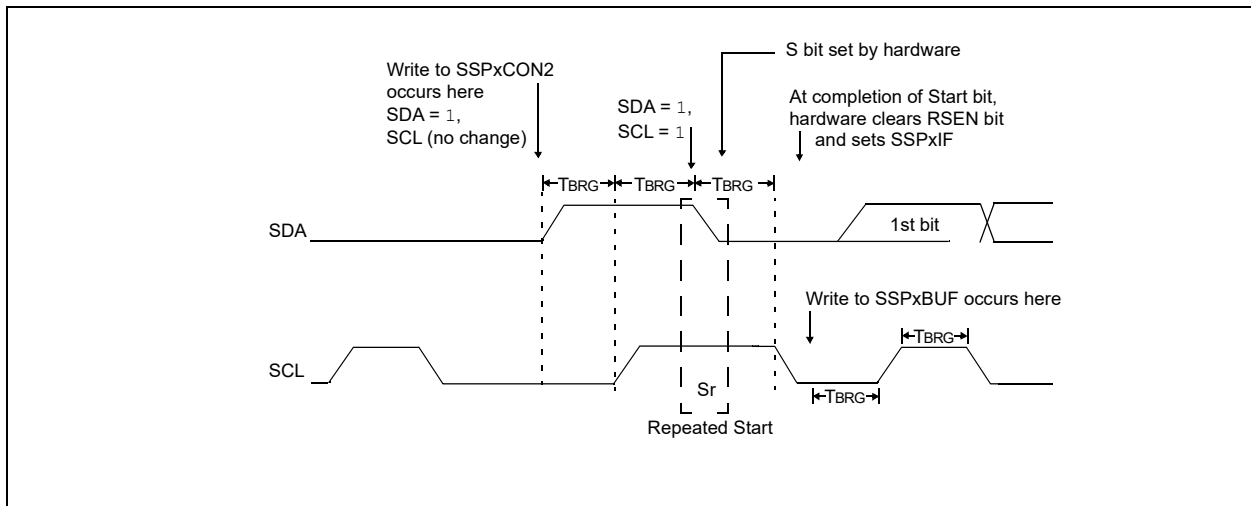 S bit set by hardware
Write to SSPxCON2
occurs here
SDA = 1,
SCL (no change)
SDA = 1,
SCL = 1
At completion of Start bit,
hardware clears RSEN bit
and sets SSPxIF
TBRG TBRG TBRG
SDA
1st bit
Write to SSPxBUF occurs here
TBRG
SCL
Sr
TBRG
Repeated Start